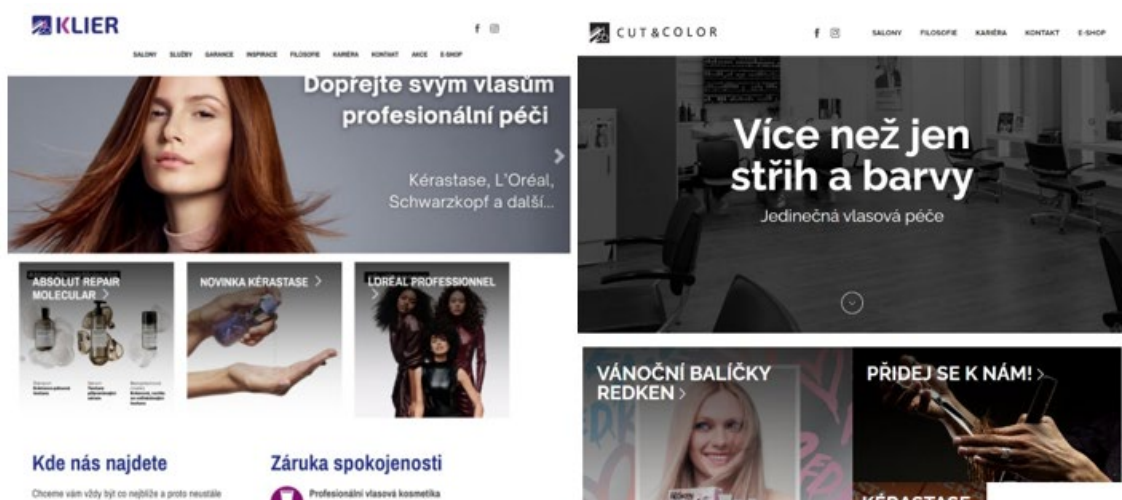 KLIER
SALONY SLUŽBY GARANCE INSPIRACE FILOSOFIE KARIÉRA KONTAKT AKCE E-SHOP
Dopřejte svým vlasům
profesionální péči
Kérastase, L'Oréal,
Schwarzkopf a další...
ABSOLUT REPAIR
MOLECULAR
NOVINKA KÉRASTASE
LORÉAL PROFESSIONNEL
Kde nás najdete
Chceme vám vždy být co nejblíže a proto neustále
Záruka spokojenosti
Profesionální vlasová kosmetika
CUT&COLOR
SALONY FILOSOFIE KARIÉRA KONTAKT E-SHOP
Více než jen
střih a barvy
Jedinečná vlasová péče
VÁNOČNÍ BALÍČKY
REDKEN
PŘIDEJ SE K NÁM!
KÉRASTASE